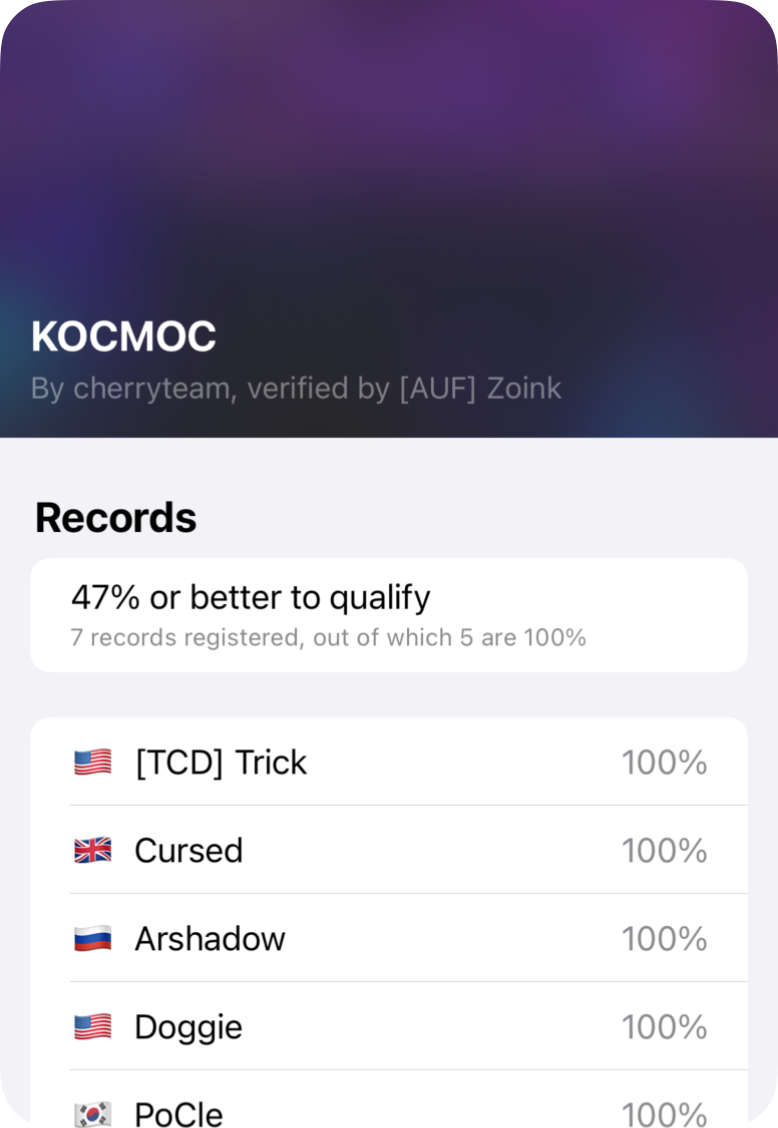 КОСМОС
By cherryteam, verified by [AUF] Zoink
Records
47% or better to qualify
7 records registered, out of which 5 are 100%
[TCD] Trick 100%
Cursed 100%
Arshadow 100%
Doggie 100%
PoCle 100%